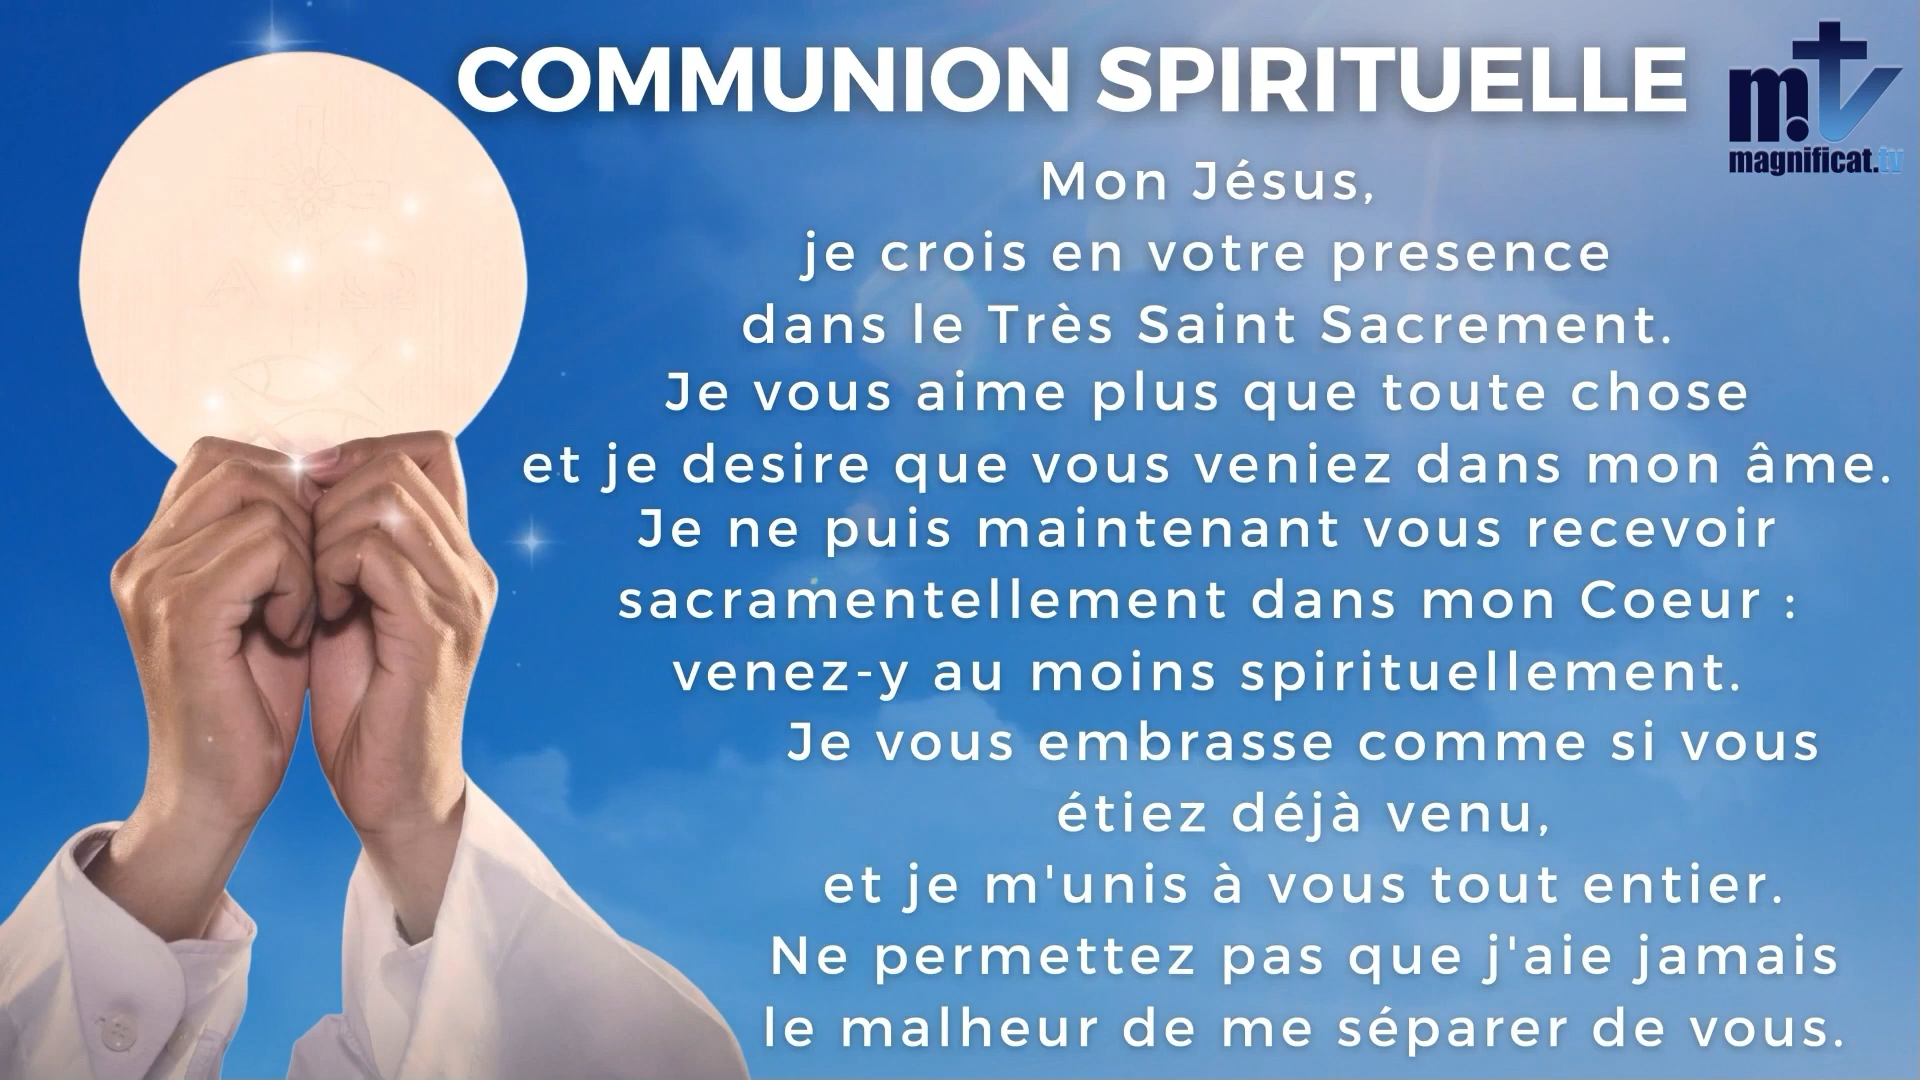 COMMUNION SPIRITUELLE
m.tv
magnificat.tv
Mon Jésus,
je crois en votre presence
dans le Très Saint Sacrement.
Je vous aime plus que toute chose
et je desire que vous veniez dans mon âme.
Je ne puis maintenant vous recevoir
sacramentellement dans mon Coeur :
venez-y au moins spirituellement.
Je vous embrasse comme si vous
étiez déjà venu,
et je m'unis à vous tout entier.
Ne permettez pas que j'aie jamais
le malheur de me séparer de vous.